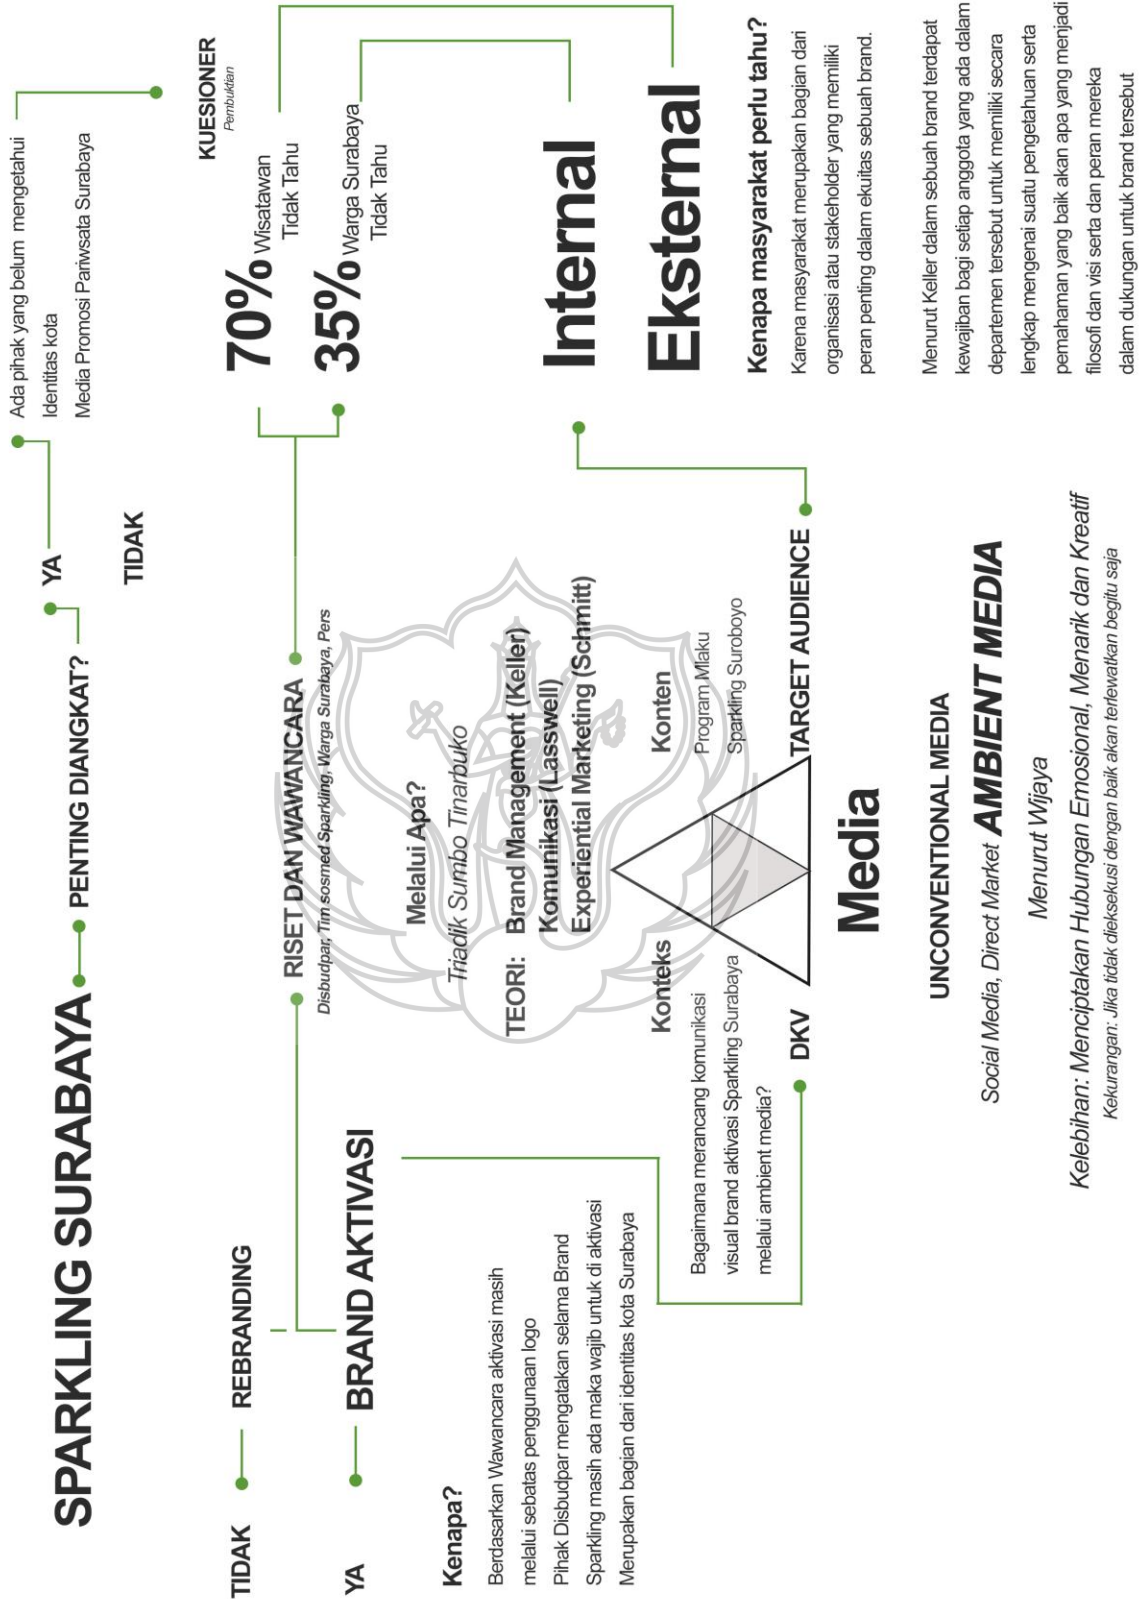 SPARKLING SURABAYA
PENTING DIANGKAT?
YA
TIDAK
Ada pihak yang belum mengetahui
Identitas kota
Media Promosi Pariwsata Surabaya
KUESIONER
Pembuktian
70% Wisatawan
Tidak Tahu
35% Warga Surabaya
Tidak Tahu
RISET DAN WAWANCARA
Disbudpar, Tim sosmed Sparkling, Warga Surabaya, Pers
TIDAK
REBRANDING
YA
BRAND AKTIVASI
Kenapa?
Berdasarkan Wawancara aktivasi masih
melalui sebatas penggunaan logo
Pihak Disbudpar mengatakan selama Brand
Sparkling masih ada maka wajib untuk di aktivasi
Merupakan bagian dari identitas kota Surabaya
Melalui Apa?
Triadik Sumbo Tinarbuko
TEORI:
Brand Management (Keller)
Komunikasi (Lasswell)
Experiential Marketing (Schmitt)
Konteks
Bagaimana merancang komunikasi
visual brand aktivasi Sparkling Surabaya
melalui ambient media?
Konten
Program Mlaku
Sparkling Suroboyo
DKV
TARGET AUDIENCE
Media
Internal
Eksternal
Kenapa masyarakat perlu tahu?
Karena masyarakat merupakan bagian dari
organisasi atau stakeholder yang memiliki
peran penting dalam ekuitas sebuah brand.
Menurut Keller dalam sebuah brand terdapat
kewajiban bagi setiap anggota yang ada dalam
departemen tersebut untuk memiliki secara
lengkap mengenai suatu pengetahuan serta
pemahaman yang baik akan apa yang menjadi
filosofi dan visi serta dan peran mereka
dalam dukungan untuk brand tersebut
UNCONVENTIONAL MEDIA
Social Media, Direct Market AMBIENT MEDIA
Menurut Wijaya
Kelebihan: Menciptakan Hubungan Emosional, Menarik dan Kreatif
Kekurangan: Jika tidak dieksekusi dengan baik akan terlewatkan begitu saja